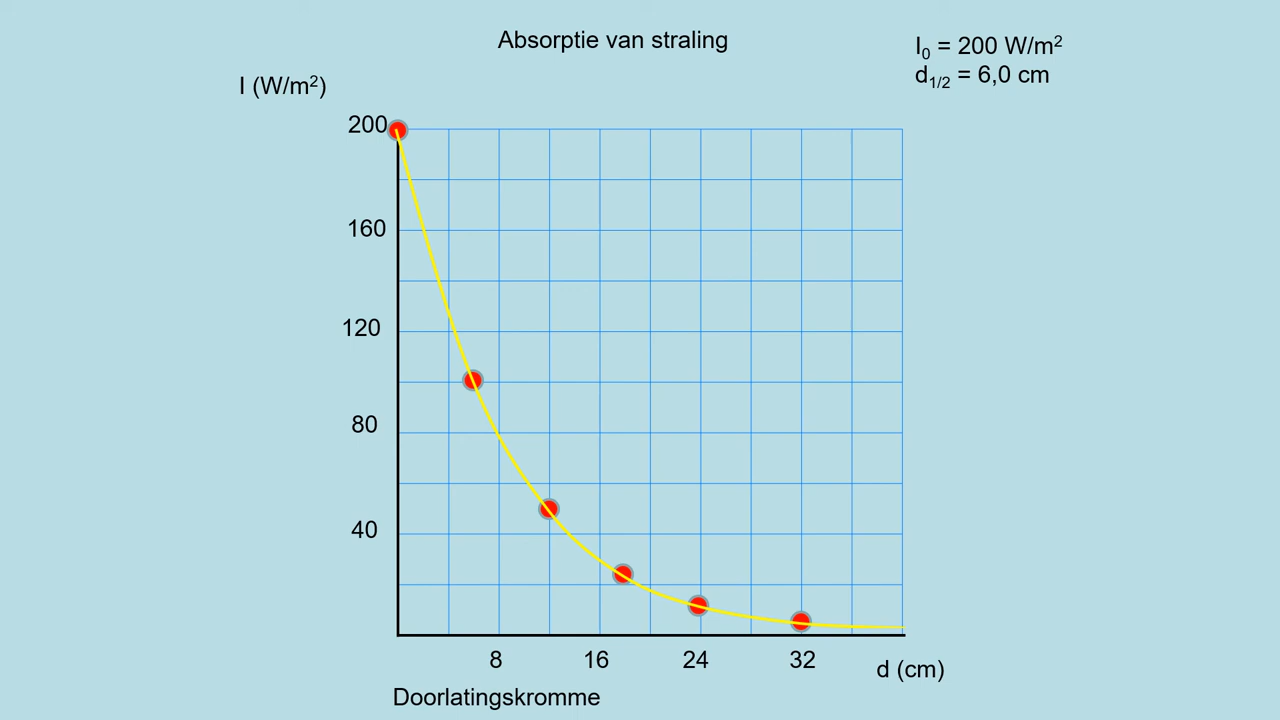 Absorptie van straling
I₀ = 200 W/m²
d₁/₂ = 6,0 cm
I (W/m²)
200
160
120
80
40
8 16 24 32
d (cm)
Doorlatingskromme